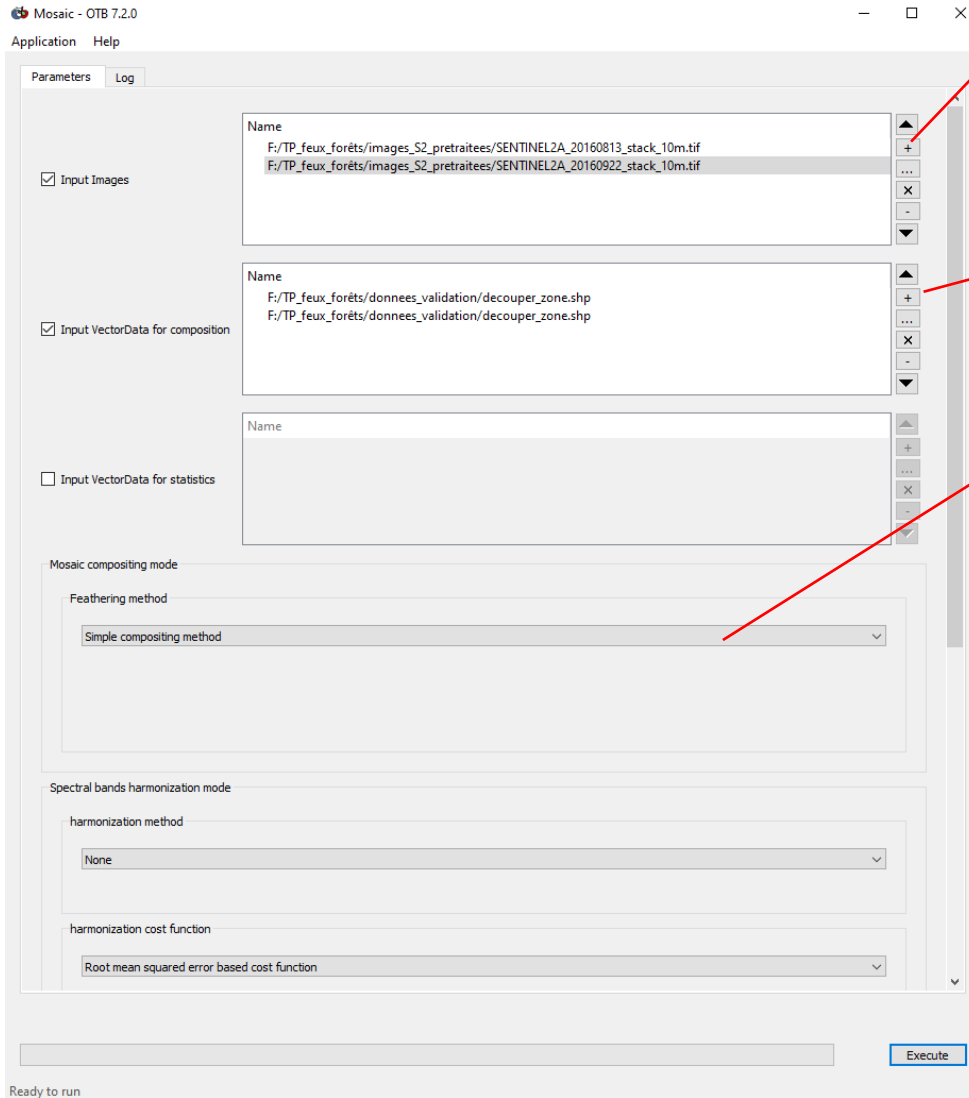 Mosaic - OTB 7.2.0
Application Help
Parameters Log
Input Images
Name
F:/TP_feux_forêts/images_S2_pretraitees/SENTINEL2A_20160813_stack_10m.tif
F:/TP_feux_forêts/images_S2_pretraitees/SENTINEL2A_20160922_stack_10m.tif
+
...
-
Input VectorData for composition
Name
F:/TP_feux_forêts/donnees_validation/decouper_zone.shp
F:/TP_feux_forêts/donnees_validation/decouper_zone.shp
+
...
-
Input VectorData for statistics
Name
+
...
-
Mosaic compositing mode
Feathering method
Simple compositing method
Spectral bands harmonization mode
harmonization method
None
harmonization cost function
Root mean squared error based cost function
Execute
Ready to run